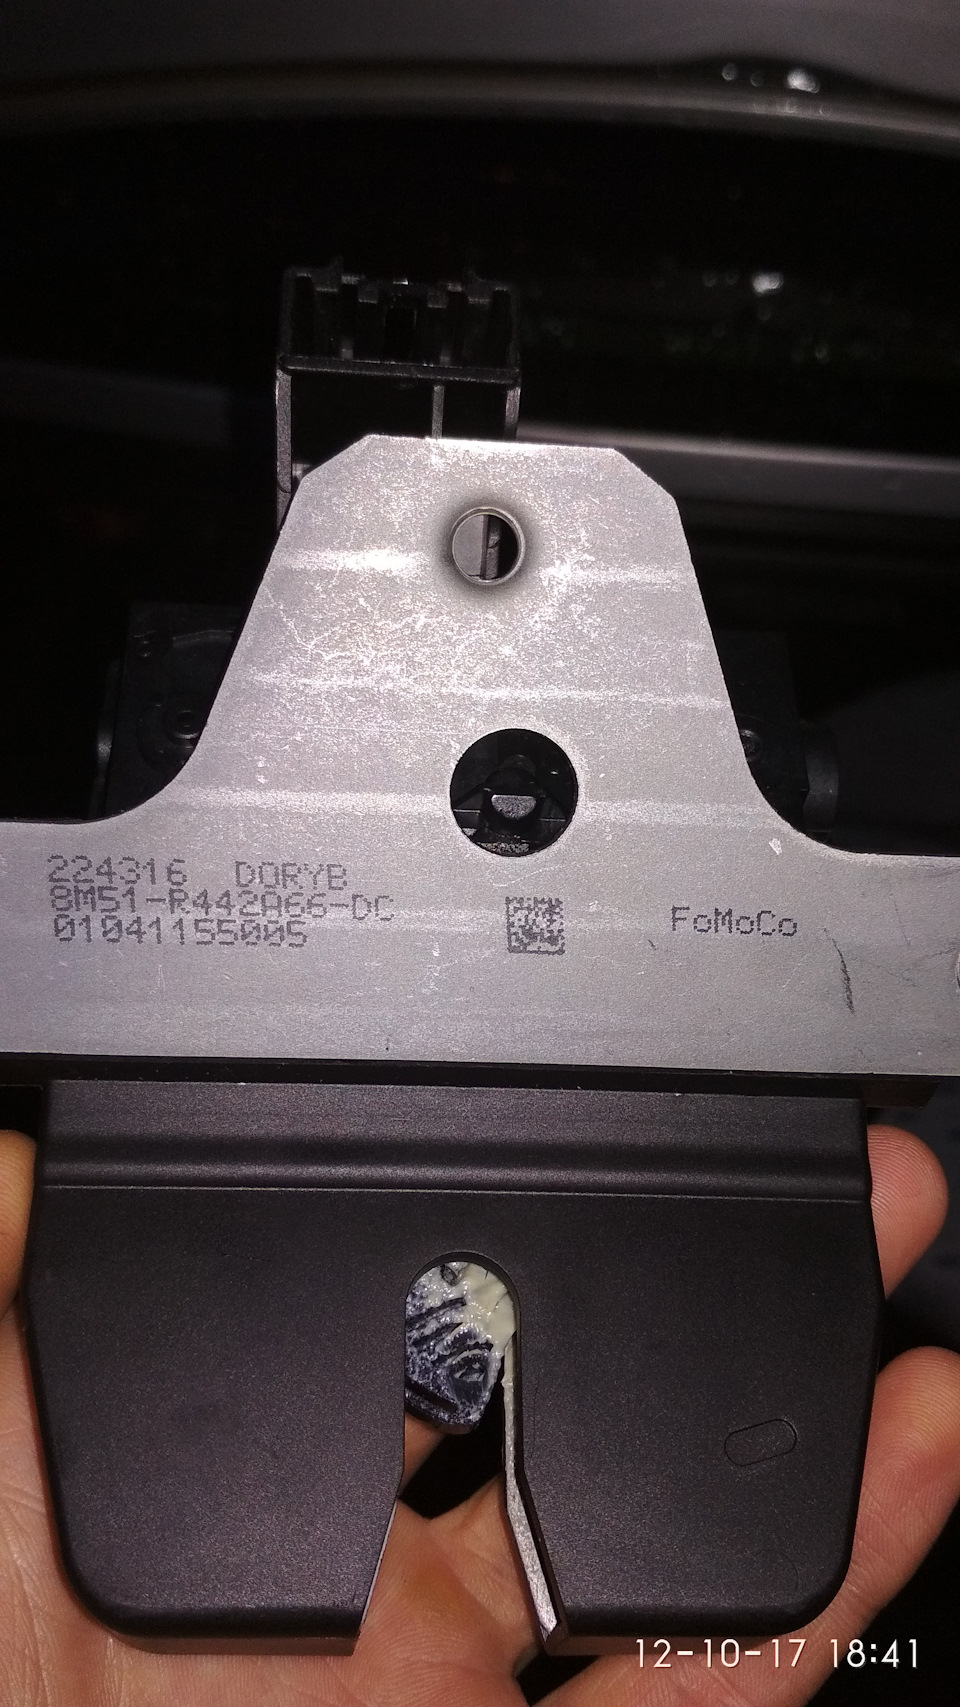 224316 DORYB
8M51-R442A66-DC
01041155005
FoMoCo
12-10-17 18:41